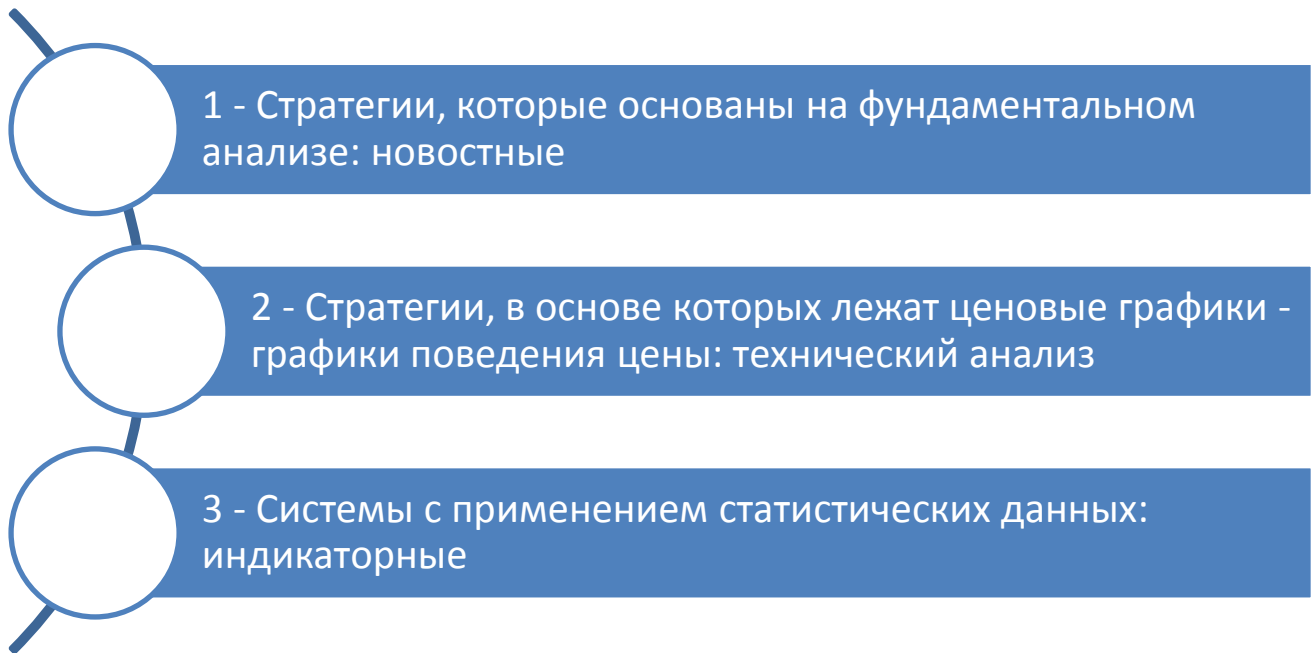 1 - Стратегии, которые основаны на фундаментальном
анализе: новостные
2 - Стратегии, в основе которых лежат ценовые графики -
графики поведения цены: технический анализ
3 - Системы с применением статистических данных:
индикаторные